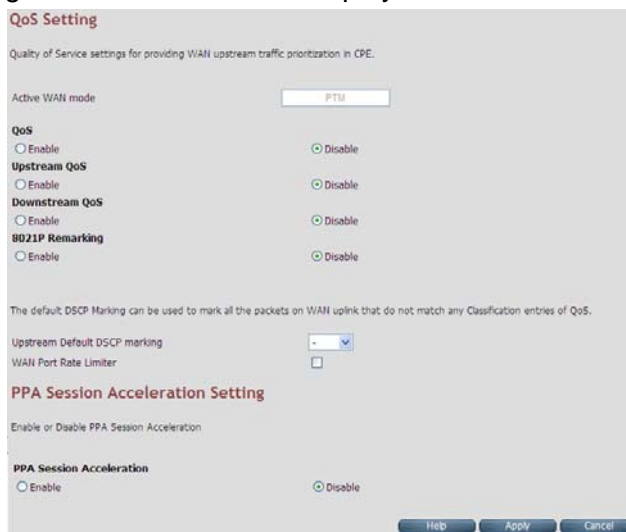 QoS Setting
Quality of Service settings for providing WAN upstream traffic prioritization in CPE.
Active WAN mode PTM
QoS
Enable Disable
Upstream QoS
Enable Disable
Downstream QoS
Enable Disable
8021P Remarking
Enable Disable
The default DSCP Marking can be used to mark all the packets on WAN uplink that do not match any Classification entries of QoS.
Upstream Default DSCP marking -
WAN Port Rate Limiter
PPA Session Acceleration Setting
Enable or Disable PPA Session Acceleration
PPA Session Acceleration
Enable Disable
Help Apply Cancel